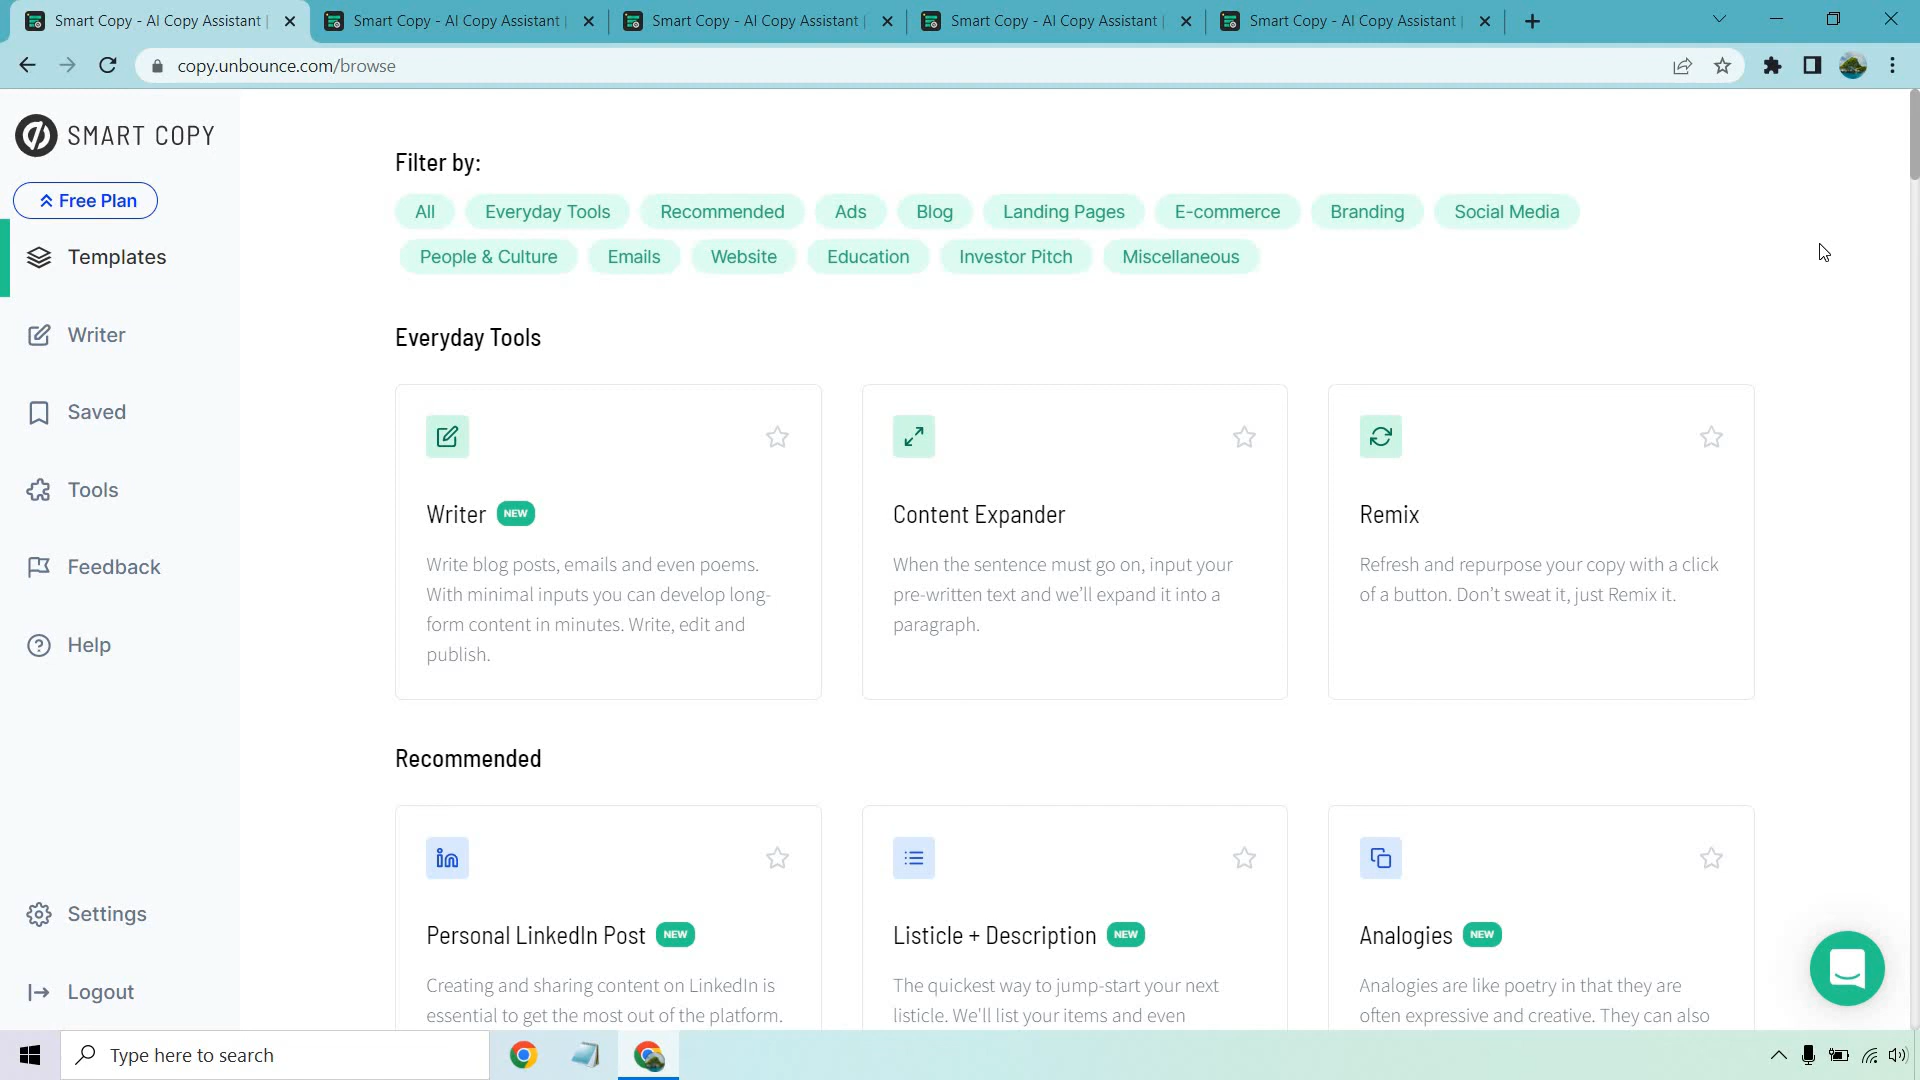 Smart Copy - AI Copy Assistant |
Smart Copy - AI Copy Assistant |
Smart Copy - AI Copy Assistant |
Smart Copy - AI Copy Assistant |
Smart Copy - AI Copy Assistant |
copy.unbounce.com/browse
SMART COPY
Free Plan
Templates
Writer
Saved
Tools
Feedback
Help
Settings
Logout
Filter by:
All Everyday Tools Recommended Ads Blog Landing Pages E-commerce Branding Social Media
People & Culture Emails Website Education Investor Pitch Miscellaneous
Everyday Tools
Writer NEW
Write blog posts, emails and even poems.
With minimal inputs you can develop long-
form content in minutes. Write, edit and
publish.
Content Expander
When the sentence must go on, input your
pre-written text and we’ll expand it into a
paragraph.
Remix
Refresh and repurpose your copy with a click
of a button. Don’t sweat it, just Remix it.
Recommended
Personal LinkedIn Post NEW
Creating and sharing content on LinkedIn is
essential to get the most out of the platform.
Listicle + Description NEW
The quickest way to jump-start your next
listicle. We'll list your items and even
Analogies NEW
Analogies are like poetry in that they are
often expressive and creative. They can also
Type here to search